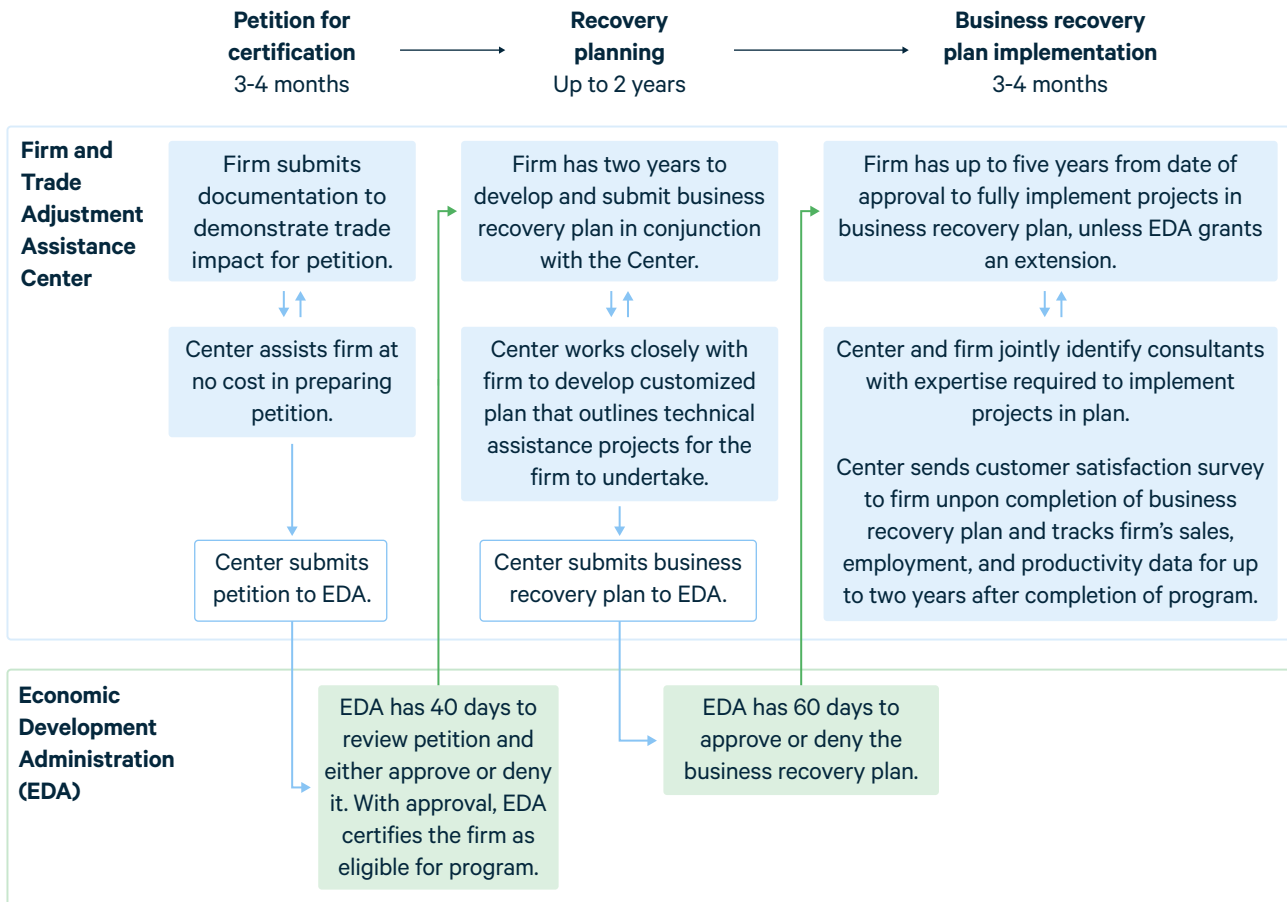 Petition for
certification
3-4 months
Recovery
planning
Up to 2 years
Business recovery
plan implementation
3-4 months
Firm and
Trade
Adjustment
Assistance
Center
Firm submits
documentation to
demonstrate trade
impact for petition.
Center assists firm at
no cost in preparing
petition.
Center submits
petition to EDA.
Firm has two years to
develop and submit business
recovery plan in conjunction
with the Center.
Center works closely with
firm to develop customized
plan that outlines technical
assistance projects for the
firm to undertake.
Center submits business
recovery plan to EDA.
Firm has up to five years from date of
approval to fully implement projects in
business recovery plan, unless EDA grants
an extension.
Center and firm jointly identify consultants
with expertise required to implement
projects in plan.
Center sends customer satisfaction survey
to firm unpon completion of business
recovery plan and tracks firm's sales,
employment, and productivity data for up
to two years after completion of program.
Economic
Development
Administration
(EDA)
EDA has 40 days to
review petition and
either approve or deny
it. With approval, EDA
certifies the firm as
eligible for program.
EDA has 60 days to
approve or deny the
business recovery plan.